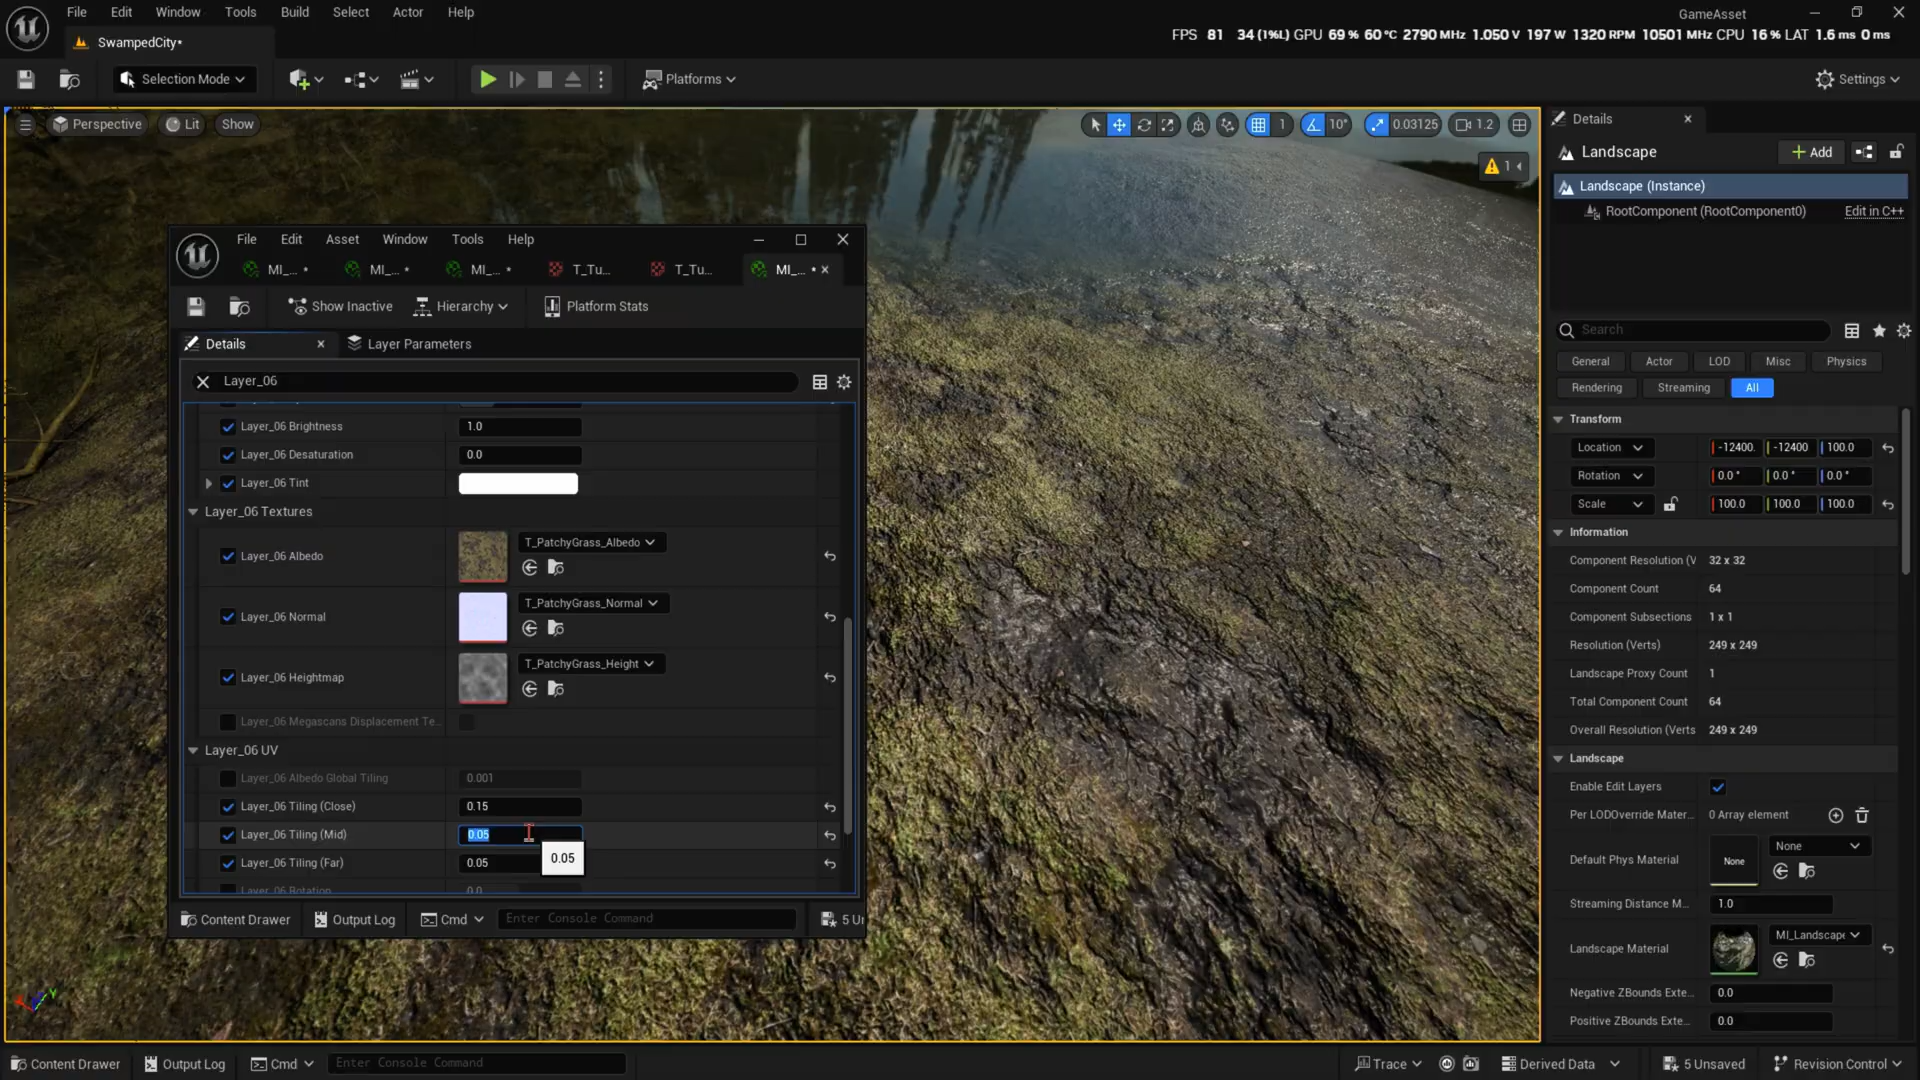 File Edit Window Tools Build Select Actor Help
GameAsset
SwampedCity*
FPS 81 34 (1%L) GPU 69 % 60 °C 2790 MHz 1.050 V 197 W 1320 RPM 10501 MHz CPU 16 % LAT 1.6 ms 0 ms
Selection Mode
Platforms
Settings
Perspective Lit Show
1 10° 0.03125 1.2
1
File Edit Asset Window Tools Help
MI_... * MI_... * MI_... * T_Tu... T_Tu... MI_... *
Show Inactive Hierarchy Platform Stats
Details Layer Parameters
Layer_06
Layer_06 Brightness 1.0
Layer_06 Desaturation 0.0
Layer_06 Tint
Layer_06 Textures
Layer_06 Albedo T_PatchyGrass_Albedo
Layer_06 Normal T_PatchyGrass_Normal
Layer_06 Heightmap T_PatchyGrass_Height
Layer_06 Megascans Displacement Te...
Layer_06 UV
Layer_06 Albedo Global Tiling 0.001
Layer_06 Tiling (Close) 0.15
Layer_06 Tiling (Mid) 0.05
0.05
Layer_06 Tiling (Far) 0.05
Layer_06 Rotation 0.0
Content Drawer Output Log Cmd Enter Console Command 5 Ur
Details
Landscape Add
Landscape (Instance)
RootComponent (RootComponent0) Edit in C++
Search
General Actor LOD Misc Physics
Rendering Streaming All
Transform
Location -12400. -12400 100.0
Rotation 0.0 ° 0.0 ° 0.0 °
Scale 100.0 100.0 100.0
Information
Component Resolution (V 32 x 32
Component Count 64
Component Subsections 1 x 1
Resolution (Verts) 249 x 249
Landscape Proxy Count 1
Total Component Count 64
Overall Resolution (Verts 249 x 249
Landscape
Enable Edit Layers
Per LODOverride Mater... 0 Array element
Default Phys Material None None
Streaming Distance M... 1.0
Landscape Material MI_Landscape
Negative ZBounds Exte... 0.0
Positive ZBounds Exte... 0.0
Content Drawer Output Log Cmd Enter Console Command Trace Derived Data 5 Unsaved Revision Control